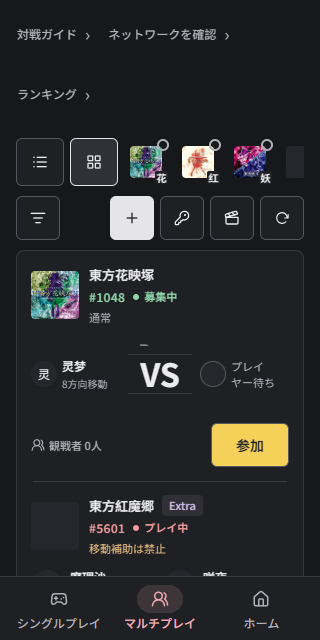 対戦ガイド ›
ネットワークを確認 ›
ランキング ›
花
红
妖
東方花映塚
#1048 ● 募集中
通常
灵
灵梦
8方向移動
–
VS
プレイ
ヤー待ち
観戦者 0人
参加
東方紅魔郷 Extra
#5601 ● プレイ中
移動補助は禁止
シングルプレイ
マルチプレイ
ホーム